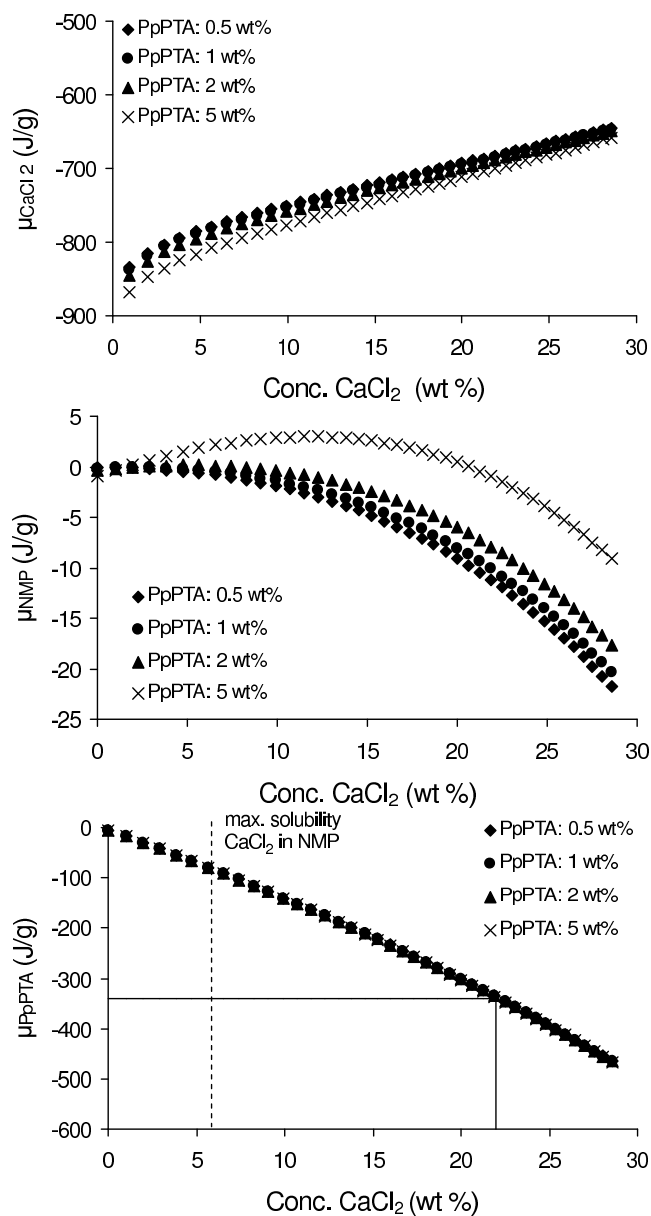 -500
-600
-700
-800
-900
μCaCl 2 (J/g)
PpPTA: 0.5 wt%
PpPTA: 1 wt%
PpPTA: 2 wt%
PpPTA: 5 wt%
0 5 10 15 20 25 30
Conc. CaCl₂ (wt %)
5
0
-5
-10
-15
-20
-25
μNMP (J/g)
PpPTA: 0.5 wt%
PpPTA: 1 wt%
PpPTA: 2 wt%
PpPTA: 5 wt%
0 5 10 15 20 25 30
Conc. CaCl₂ (wt %)
0
-100
-200
-300
-400
-500
-600
μPpPTA (J/g)
max. solubility
CaCl₂ in NMP
PpPTA: 0.5 wt%
PpPTA: 1 wt%
PpPTA: 2 wt%
PpPTA: 5 wt%
0 5 10 15 20 25 30
Conc. CaCl₂ (wt %)